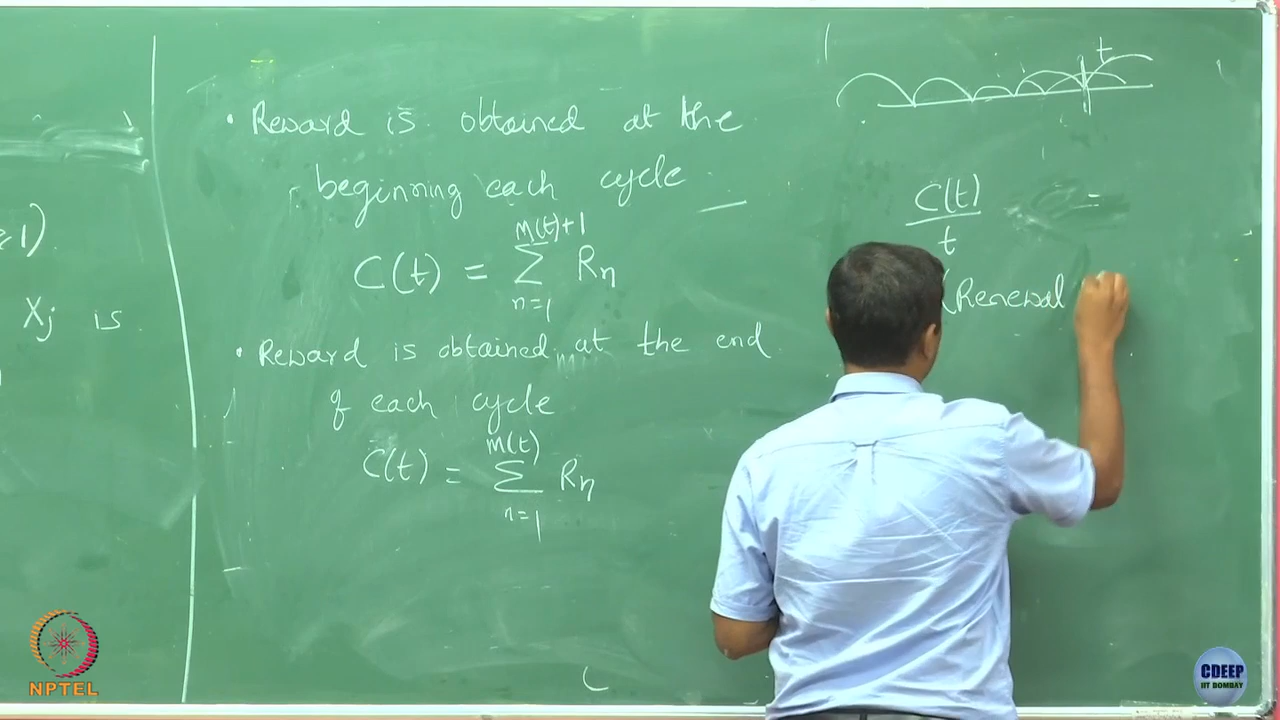 • Reward is obtained at the
beginning each cycle
C(t) = Σ_{n=1}^{M(t)+1} R_n
• Reward is obtained at the end
of each cycle
C(t) = Σ_{n=1}^{M(t)} R_n
X_j is
t
C(t)/t =
(Renewal
NPTEL
CDEEP
IIT BOMBAY